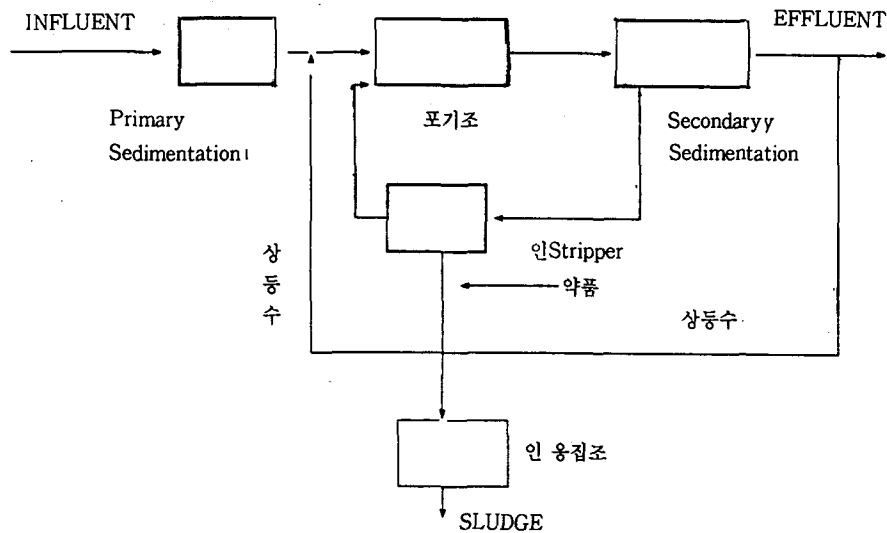 INFLUENT
EFFLUENT
Primary
Sedimentation
포기조
Secondaryy
Sedimentation
인Stripper
약품
상
등
수
상등수
인 응집조
SLUDGE